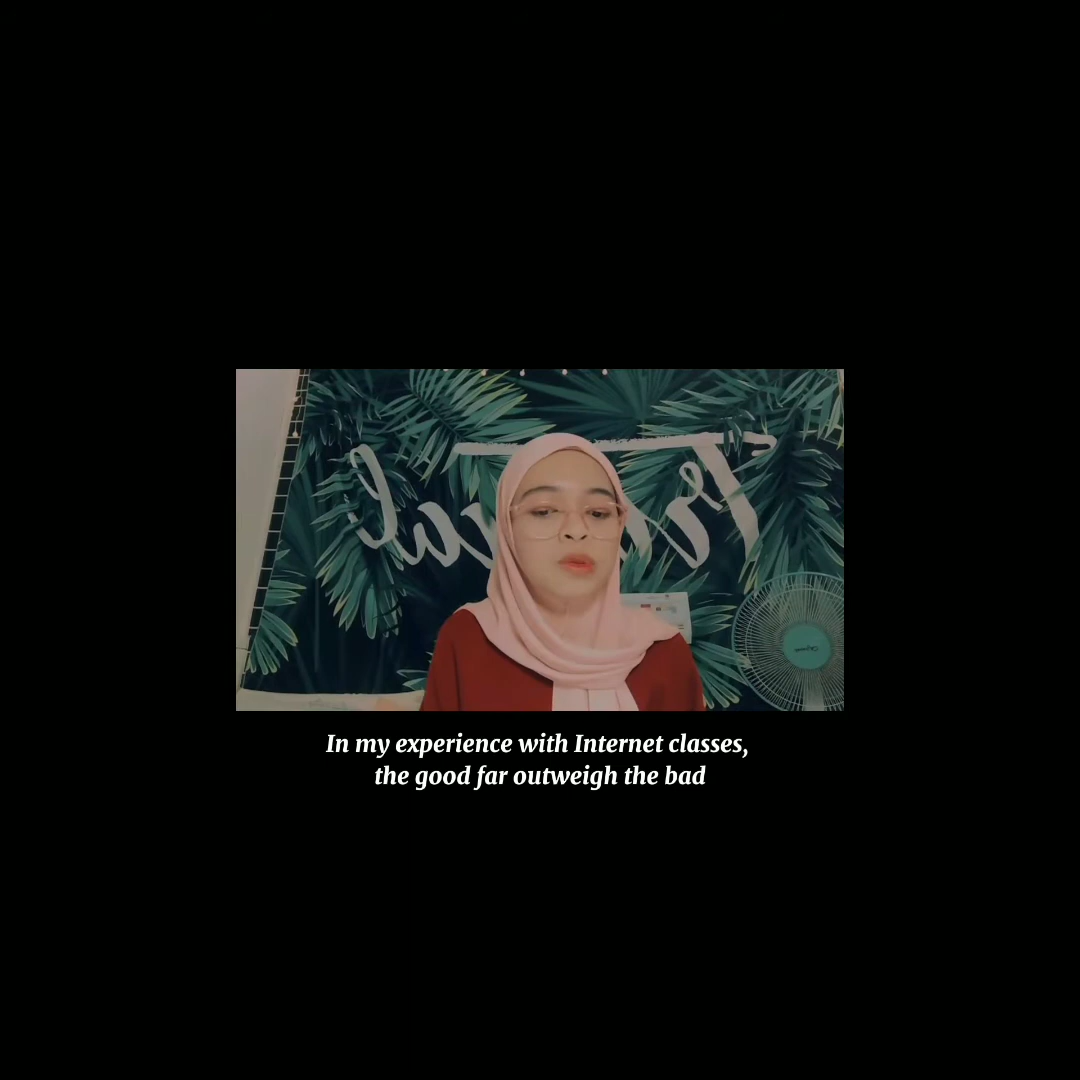 In my experience with Internet classes,
the good far outweigh the bad